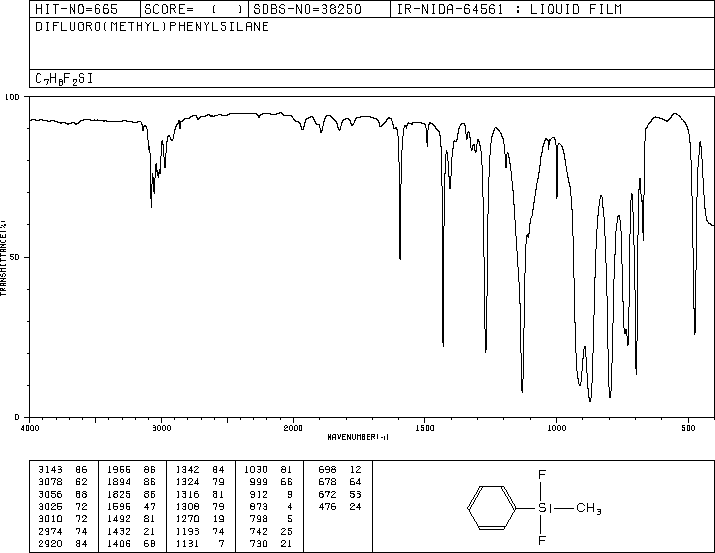 HIT-NO=665 SCORE= ( ) SDBS-NO=38250 IR-NIDA-64561 : LIQUID FILM
DIFLUORO(METHYL)PHENYLSILANE
C7H8F2SI
100
50
0
TRANSMITTANCE(%)
4000 3000 2000 1500 1000 500
WAVENUMBER(-1)
3143 86 1966 86 1342 84 1030 81 698 12
3078 62 1894 86 1324 79 999 66 678 64
3056 68 1825 86 1316 81 912 9 672 53
3025 72 1596 47 1308 79 873 4 476 24
3010 72 1492 81 1270 19 798 5
2974 74 1432 21 1193 74 742 25
2920 84 1406 68 1131 7 730 21
F
Si CH3
F